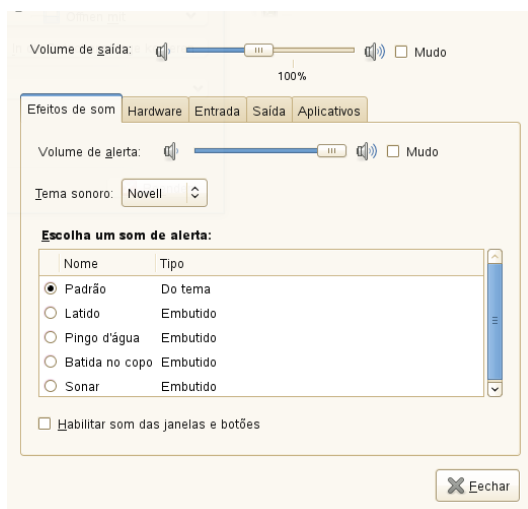 Volume de saída: Mudo
100%
Efeitos de som Hardware Entrada Saída Aplicativos
Volume de alerta: Mudo
Tema sonoro: Novell
Escolha um som de alerta:
Nome Tipo
Padrão Do tema
Latido Embutido
Pingo d'água Embutido
Batida no copo Embutido
Sonar Embutido
Habilitar som das janelas e botões
Fechar